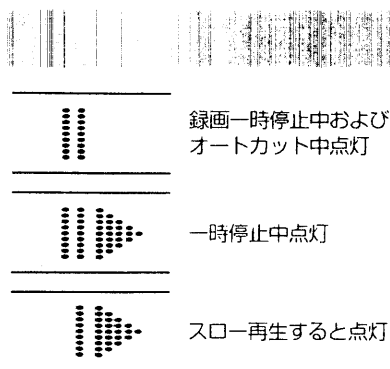 録画一時停止中および
オートカット中点灯
一時停止中点灯
スロー再生すると点灯